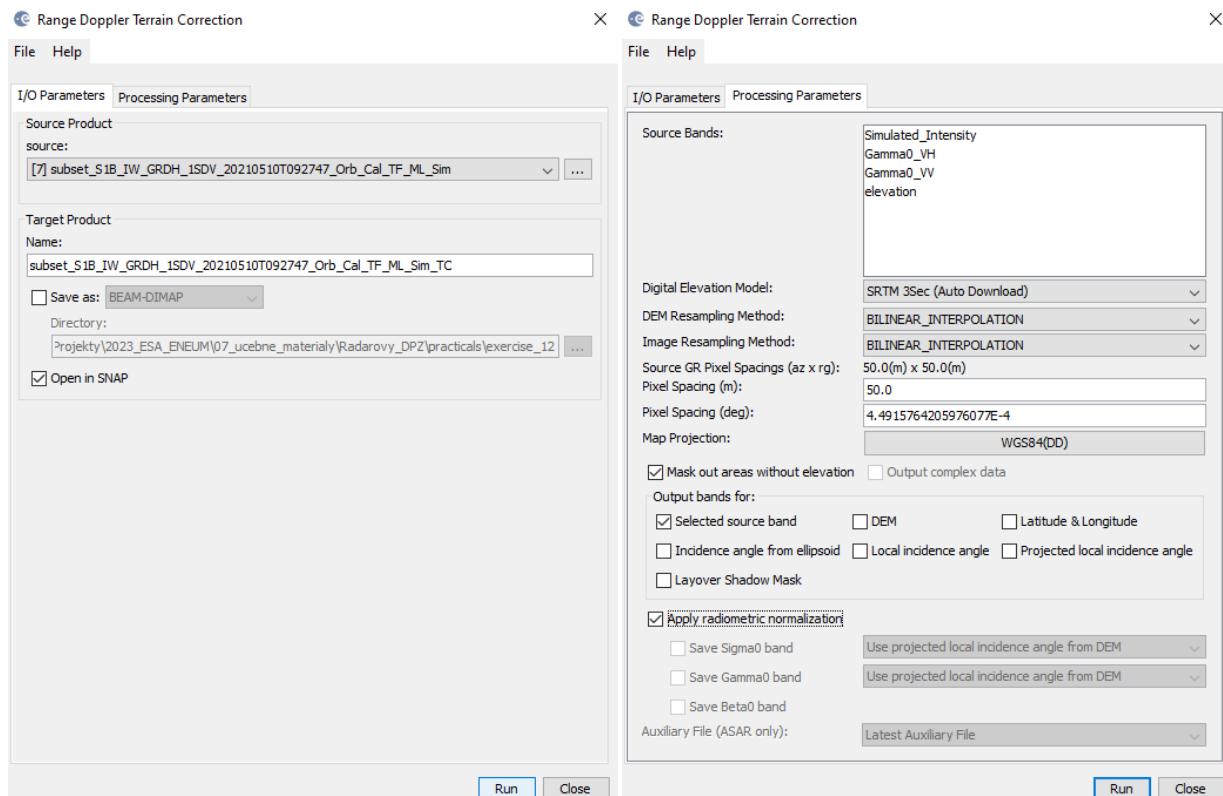 Range Doppler Terrain Correction
File Help
I/O Parameters Processing Parameters
Source Product
source:
[7] subset_S1B_IW_GRDH_1SDV_20210510T092747_Orb_Cal_TF_ML_Sim
...
Target Product
Name:
subset_S1B_IW_GRDH_1SDV_20210510T092747_Orb_Cal_TF_ML_Sim_TC
Save as: BEAM-DIMAP
Directory:
Projekty\2023_ESA_ENEUM\07_ucebne_materialy\Radarovy_DPZ\practicals\exercise_12
...
Open in SNAP
Run Close
Range Doppler Terrain Correction
File Help
I/O Parameters Processing Parameters
Source Bands:
Simulated_Intensity
Gamma0_VH
Gamma0_VV
elevation
Digital Elevation Model: SRTM 3Sec (Auto Download)
DEM Resampling Method: BILINEAR_INTERPOLATION
Image Resampling Method: BILINEAR_INTERPOLATION
Source GR Pixel Spacings (az x rg): 50.0(m) x 50.0(m)
Pixel Spacing (m): 50.0
Pixel Spacing (deg): 4.4915764205976077E-4
Map Projection: WGS84(DD)
Mask out areas without elevation Output complex data
Output bands for:
Selected source band DEM Latitude & Longitude
Incidence angle from ellipsoid Local incidence angle Projected local incidence angle
Layover Shadow Mask
Apply radiometric normalization
Save Sigma0 band Use projected local incidence angle from DEM
Save Gamma0 band Use projected local incidence angle from DEM
Save Beta0 band
Auxiliary File (ASAR only): Latest Auxiliary File
Run Close